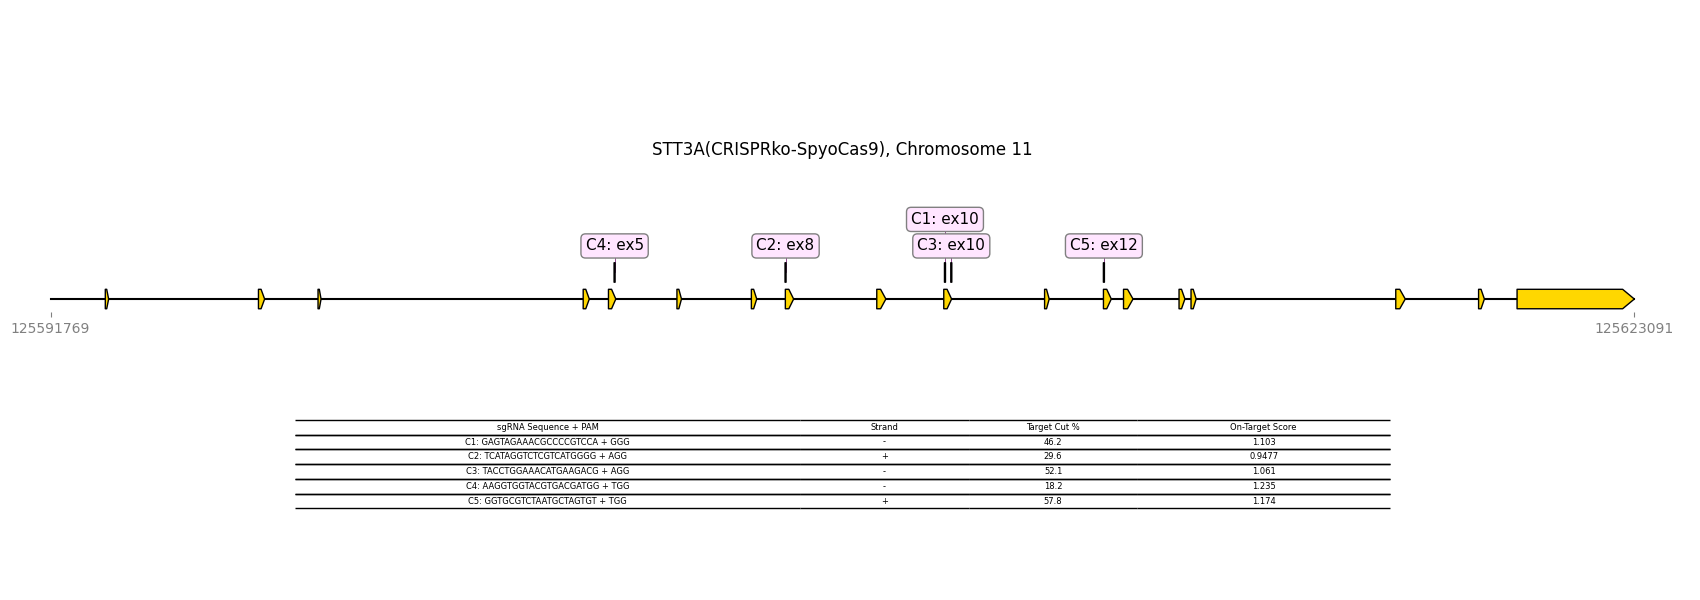 STT3A(CRISPRko-SpyoCas9), Chromosome 11
C1: ex10
C4: ex5 C2: ex8 C3: ex10 C5: ex12
125591769 125623091
sgRNA Sequence + PAM Strand Target Cut % On-Target Score
C1: GAGTAGAAACGCCCCGTCCA + GGG - 46.2 1.103
C2: TCATAGGTCTCGTCATGGGG + AGG + 29.6 0.9477
C3: TACCTGGAAACATGAAGACG + AGG - 52.1 1.061
C4: AAGGTGGTACGTGACGATGG + TGG - 18.2 1.235
C5: GGTGCGTCTAATGCTAGTGT + TGG + 57.8 1.174